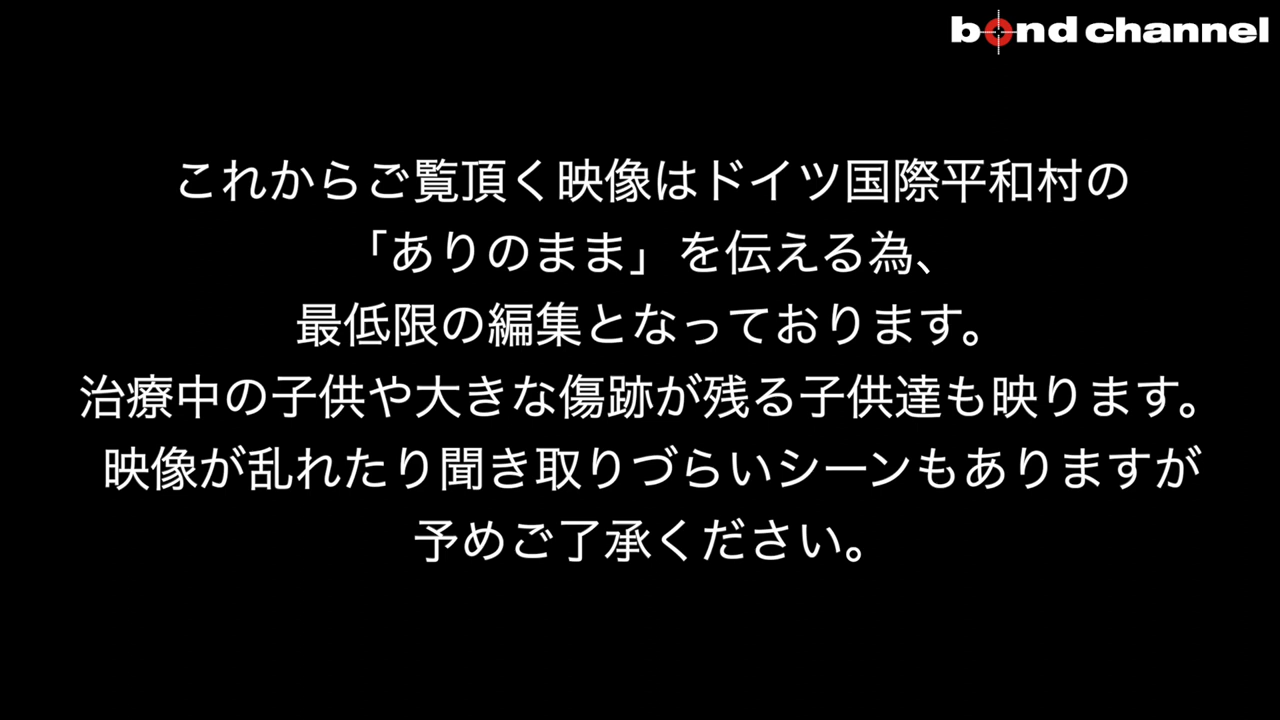 bond channel
これからご覧頂く映像はドイツ国際平和村の
「ありのまま」を伝える為、
最低限の編集となっております。
治療中の子供や大きな傷跡が残る子供達も映ります。
映像が乱れたり聞き取りづらいシーンもありますが
予めご了承ください。